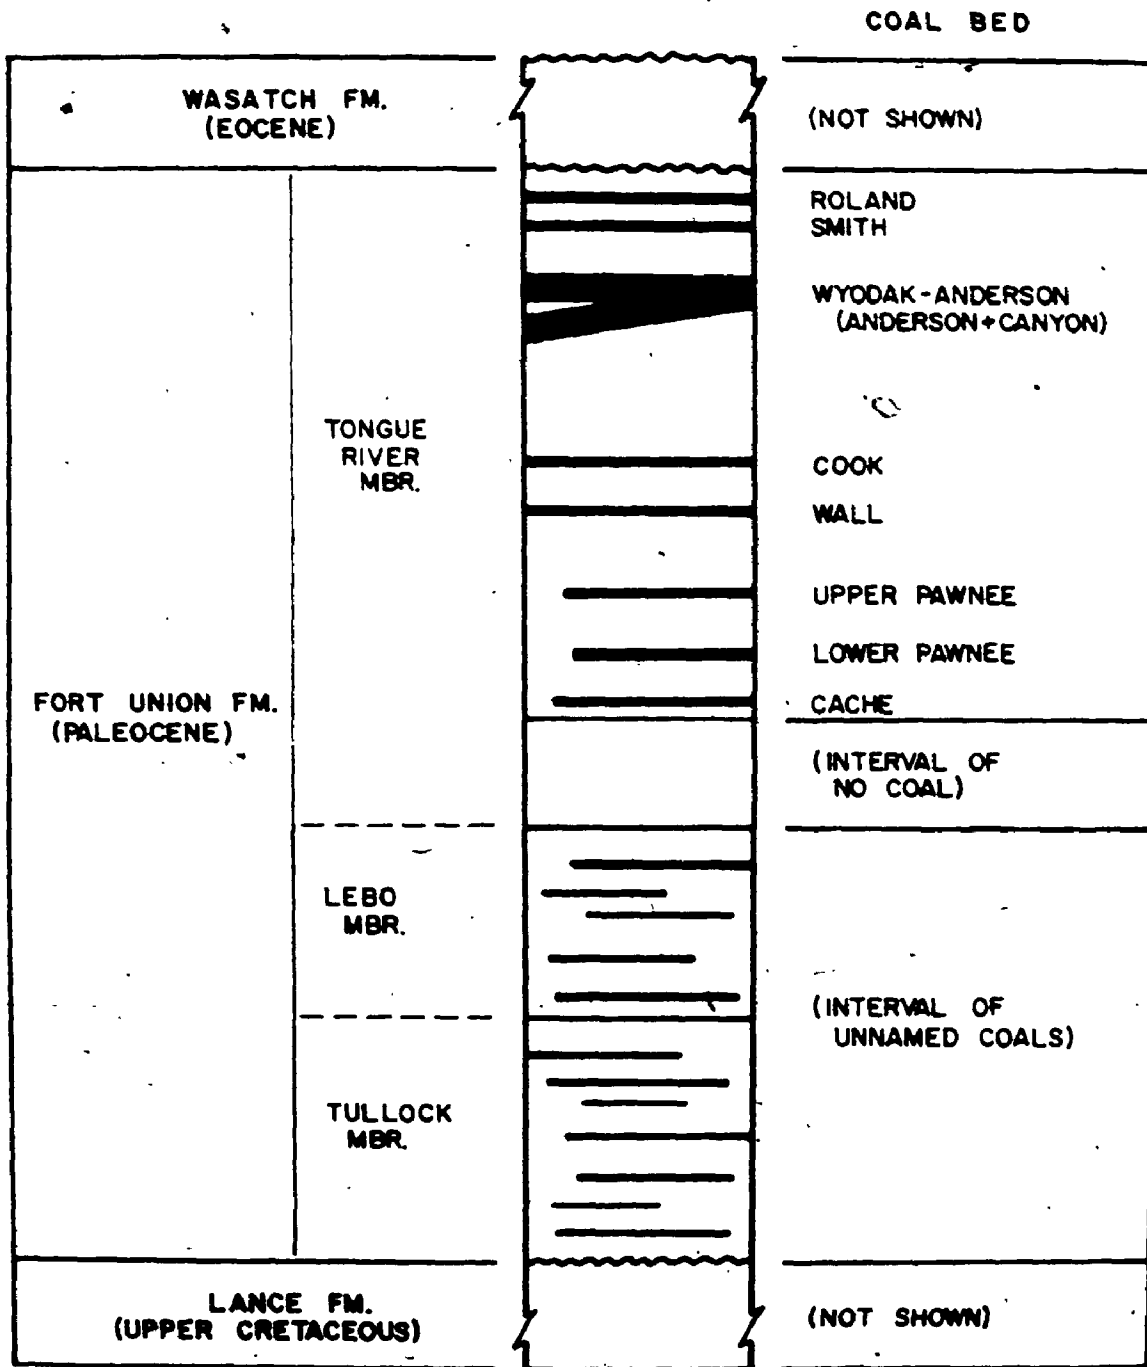 COAL BED
WASATCH FM.
(EOCENE)
(NOT SHOWN)
ROLAND
SMITH
WYODAK-ANDERSON
(ANDERSON+CANYON)
TONGUE
RIVER
MBR.
COOK
WALL
UPPER PAWNEE
LOWER PAWNEE
CACHE
FORT UNION FM.
(PALEOCENE)
(INTERVAL OF
NO COAL)
LEBO
MBR.
(INTERVAL OF
UNNAMED COALS)
TULLOCK
MBR.
LANCE FM.
(UPPER CRETACEOUS)
(NOT SHOWN)